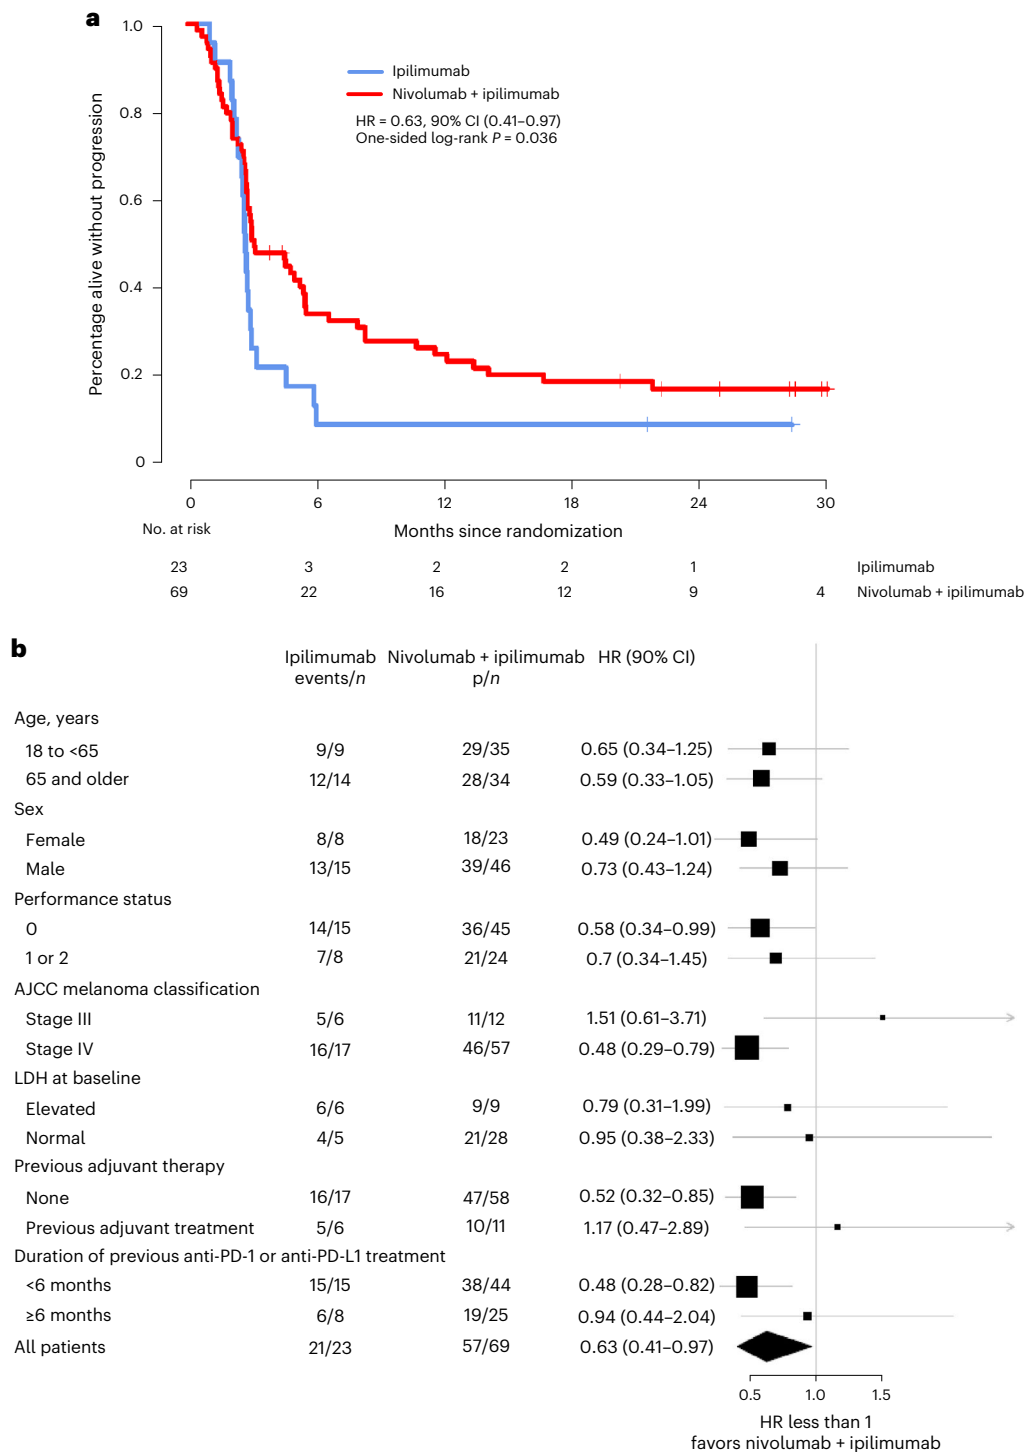 a
1.0
0.8
0.6
0.4
0.2
0
Percentage alive without progression
Ipilimumab
Nivolumab + ipilimumab
HR = 0.63, 90% CI (0.41–0.97)
One-sided log-rank P = 0.036
0 6 12 18 24 30
No. at risk
Months since randomization
23 3 2 2 1 Ipilimumab
69 22 16 12 9 4 Nivolumab + ipilimumab
b
Ipilimumab Nivolumab + ipilimumab HR (90% CI)
events/n p/n
Age, years
18 to <65 9/9 29/35 0.65 (0.34–1.25)
65 and older 12/14 28/34 0.59 (0.33–1.05)
Sex
Female 8/8 18/23 0.49 (0.24–1.01)
Male 13/15 39/46 0.73 (0.43–1.24)
Performance status
0 14/15 36/45 0.58 (0.34–0.99)
1 or 2 7/8 21/24 0.7 (0.34–1.45)
AJCC melanoma classification
Stage III 5/6 11/12 1.51 (0.61–3.71)
Stage IV 16/17 46/57 0.48 (0.29–0.79)
LDH at baseline
Elevated 6/6 9/9 0.79 (0.31–1.99)
Normal 4/5 21/28 0.95 (0.38–2.33)
Previous adjuvant therapy
None 16/17 47/58 0.52 (0.32–0.85)
Previous adjuvant treatment 5/6 10/11 1.17 (0.47–2.89)
Duration of previous anti-PD-1 or anti-PD-L1 treatment
<6 months 15/15 38/44 0.48 (0.28–0.82)
≥6 months 6/8 19/25 0.94 (0.44–2.04)
All patients 21/23 57/69 0.63 (0.41–0.97)
0.5 1.0 1.5
HR less than 1
favors nivolumab + ipilimumab